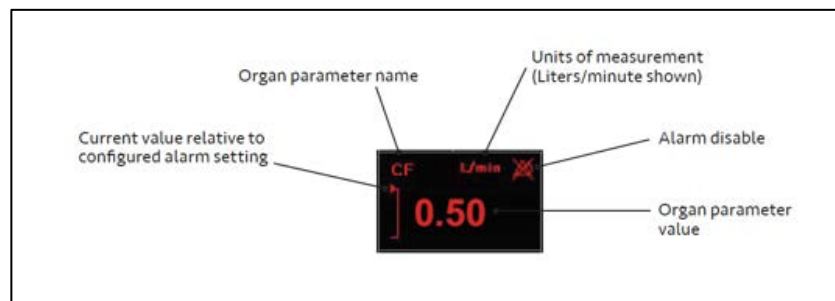 Units of measurement
(Liters/minute shown)
Organ parameter name
Current value relative to
configured alarm setting
Alarm disable
CF L/min
0.50
Organ parameter
value